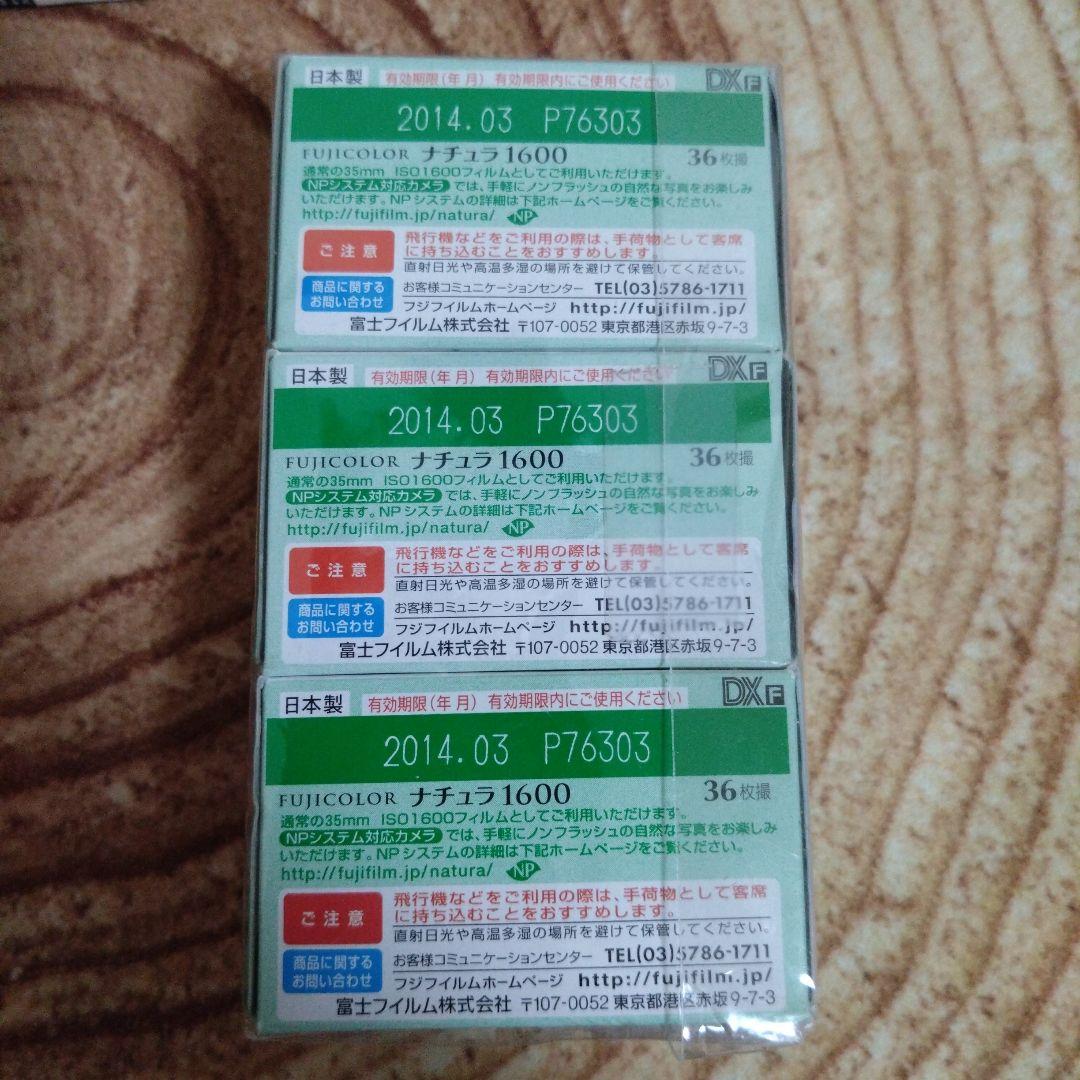 日本製 有効期限(年月) 有効期限内にご使用ください DXF
2014.03 P76303
FUJICOLOR ナチュラ1600 36枚撮
通常の35mm ISO1600フィルムとしてご利用いただけます。
NPシステム対応カメラ では、手軽にノンフラッシュの自然な写真をお楽しみ
いただけます。NPシステムの詳細は下記ホームページをご覧ください。
http://fujifilm.jp/natura/ NP
ご注意 飛行機などをご利用の際は、手荷物として客席
に持ち込むことをおすすめします。
直射日光や高温多湿の場所を避けて保管してください。
商品に関する お客様コミュニケーションセンター TEL(03)5786-1711
お問い合わせ フジフイルムホームページ http://fujifilm.jp/
富士フイルム株式会社 〒107-0052 東京都港区赤坂9-7-3
日本製 有効期限(年月) 有効期限内にご使用ください DXF
2014.03 P76303
FUJICOLOR ナチュラ1600 36枚撮
通常の35mm ISO1600フィルムとしてご利用いただけます。
NPシステム対応カメラ では、手軽にノンフラッシュの自然な写真をお楽しみ
いただけます。NPシステムの詳細は下記ホームページをご覧ください。
http://fujifilm.jp/natura/ NP
ご注意 飛行機などをご利用の際は、手荷物として客席
に持ち込むことをおすすめします。
直射日光や高温多湿の場所を避けて保管してください。
商品に関する お客様コミュニケーションセンター TEL(03)5786-1711
お問い合わせ フジフイルムホームページ http://fujifilm.jp/
富士フイルム株式会社 〒107-0052 東京都港区赤坂9-7-3
日本製 有効期限(年月) 有効期限内にご使用ください DXF
2014.03 P76303
FUJICOLOR ナチュラ1600 36枚撮
通常の35mm ISO1600フィルムとしてご利用いただけます。
NPシステム対応カメラ では、手軽にノンフラッシュの自然な写真をお楽しみ
いただけます。NPシステムの詳細は下記ホームページをご覧ください。
http://fujifilm.jp/natura/ NP
ご注意 飛行機などをご利用の際は、手荷物として客席
に持ち込むことをおすすめします。
直射日光や高温多湿の場所を避けて保管してください。
商品に関する お客様コミュニケーションセンター TEL(03)5786-1711
お問い合わせ フジフイルムホームページ http://fujifilm.jp/
富士フイルム株式会社 〒107-0052 東京都港区赤坂9-7-3